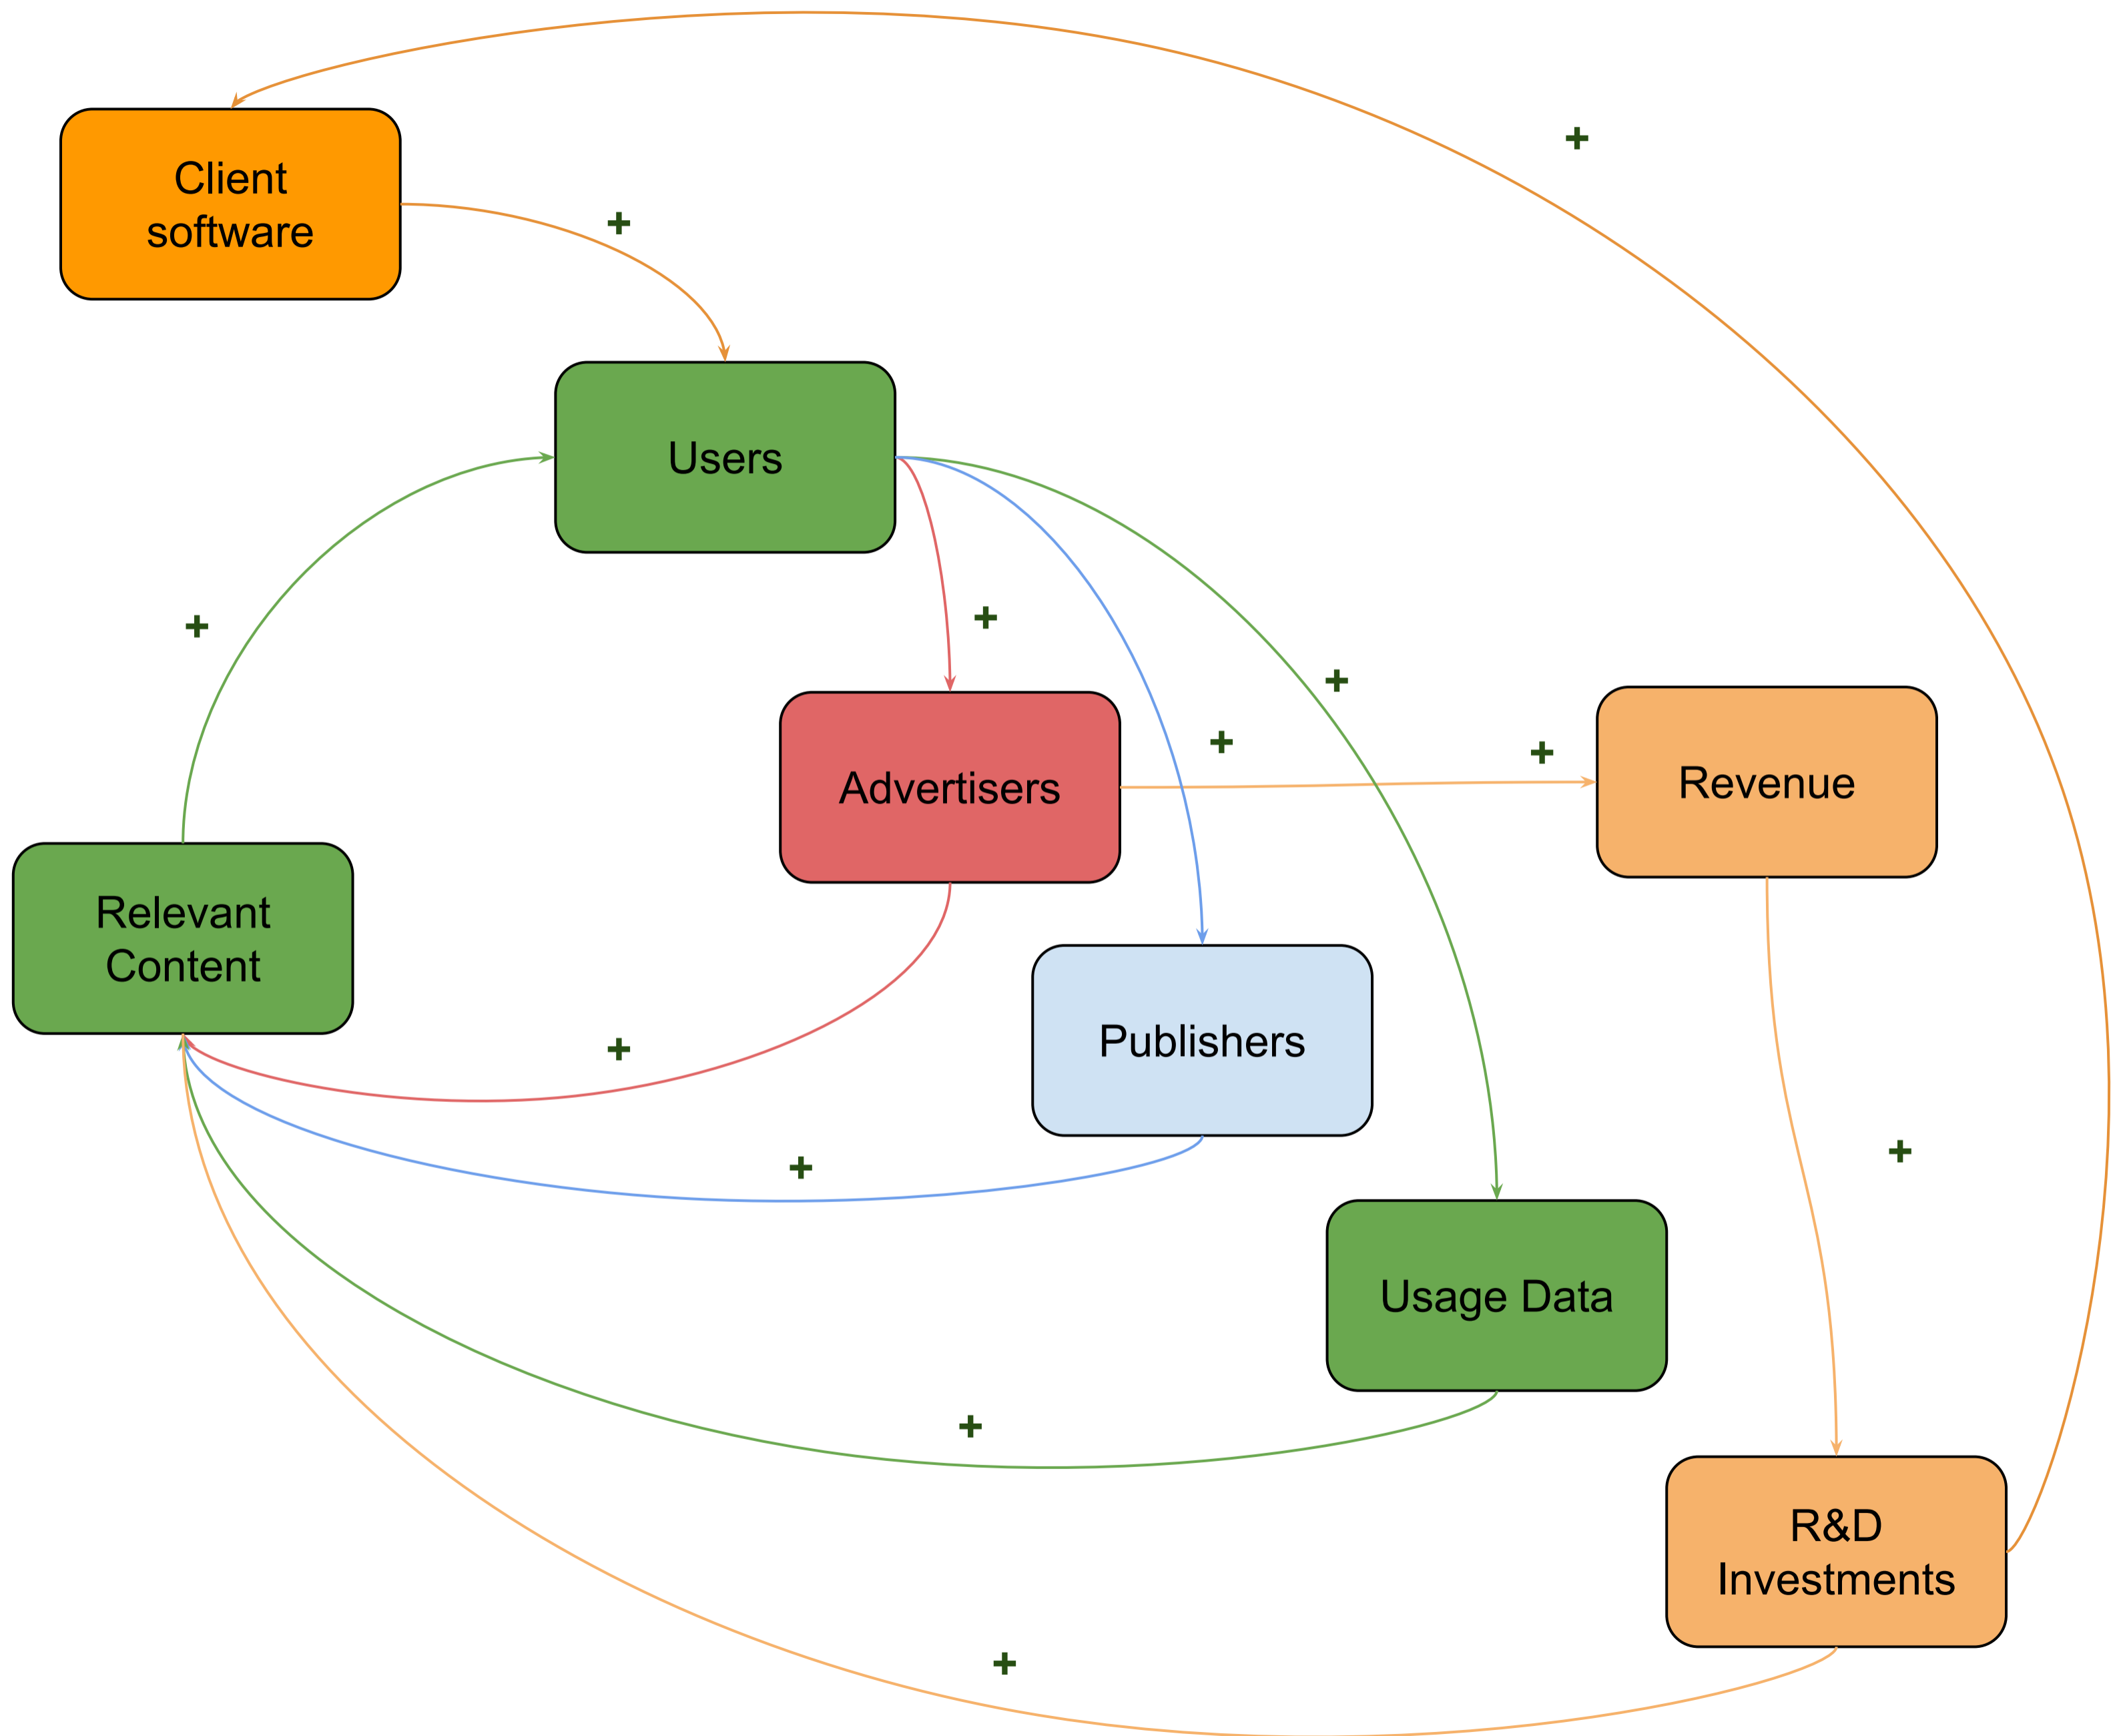 Client
software
+
+
Users
+
+
+
+
+
Advertisers
Revenue
Relevant
Content
Publishers
+
+
+
Usage Data
+
R&D
Investments
+